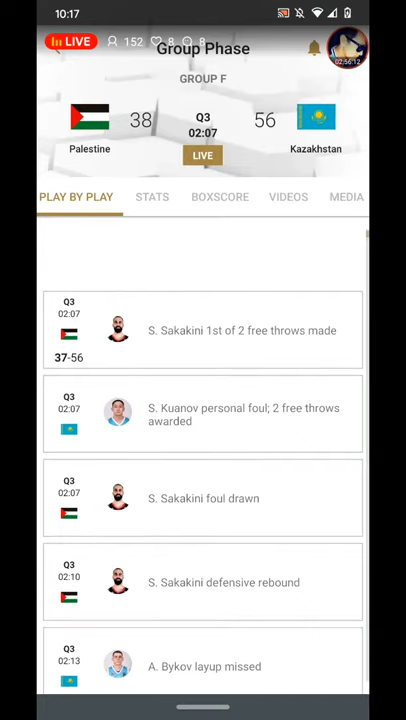 10:17
LIVE 152 8 8
Group Phase
02:56:12
GROUP F
38 Q3 56
02:07
Palestine LIVE Kazakhstan
PLAY BY PLAY STATS BOXSCORE VIDEOS MEDIA
Q3
02:07
S. Sakakini 1st of 2 free throws made
37-56
Q3
02:07
S. Kuanov personal foul; 2 free throws
awarded
Q3
02:07
S. Sakakini foul drawn
Q3
02:10
S. Sakakini defensive rebound
Q3
02:13
A. Bykov layup missed